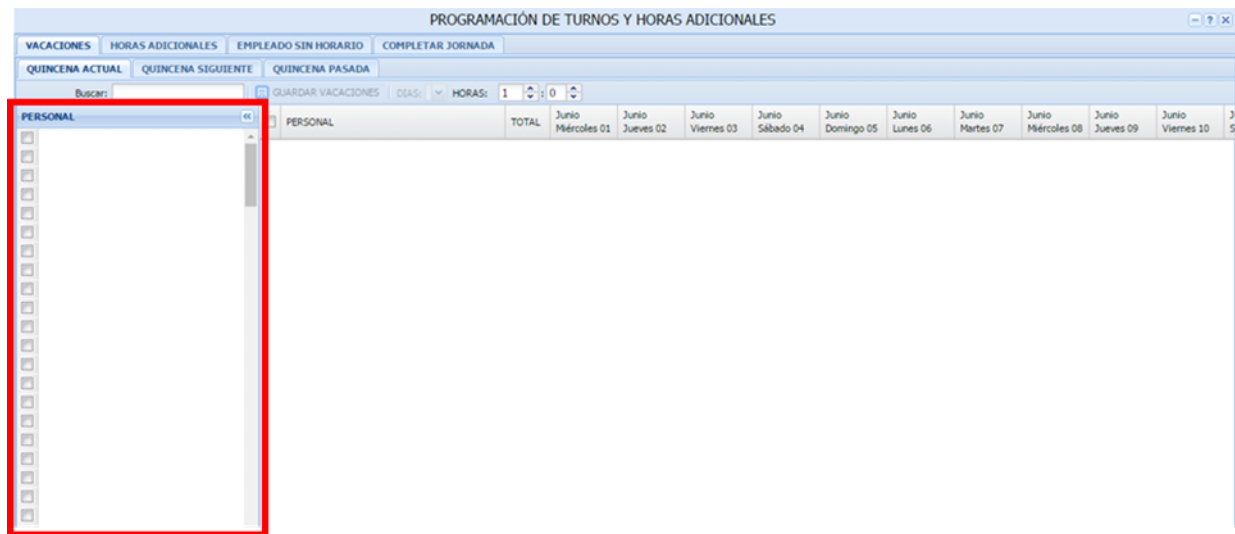 PROGRAMACIÓN DE TURNOS Y HORAS ADICIONALES
VACACIONES HORAS ADICIONALES EMPLEADO SIN HORARIO COMPLETAR JORNADA
QUINCENA ACTUAL QUINCENA SIGUIENTE QUINCENA PASADA
Buscar: GUARDAR VACACIONES DIAS: HORAS: 1 : 0
PERSONAL
PERSONAL TOTAL Junio Miércoles 01 Junio Jueves 02 Junio Viernes 03 Junio Sábado 04 Junio Domingo 05 Junio Lunes 06 Junio Martes 07 Junio Miércoles 08 Junio Jueves 09 Junio Viernes 10